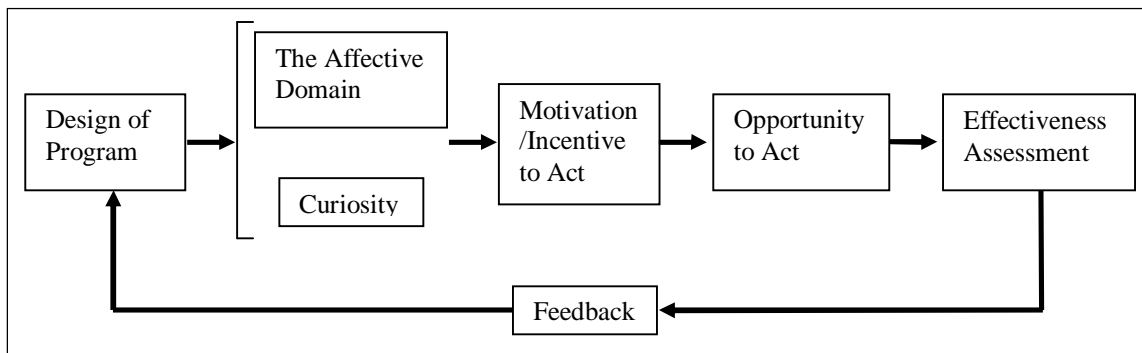 Design of
Program
The Affective
Domain
Curiosity
Motivation
/Incentive
to Act
Opportunity
to Act
Effectiveness
Assessment
Feedback